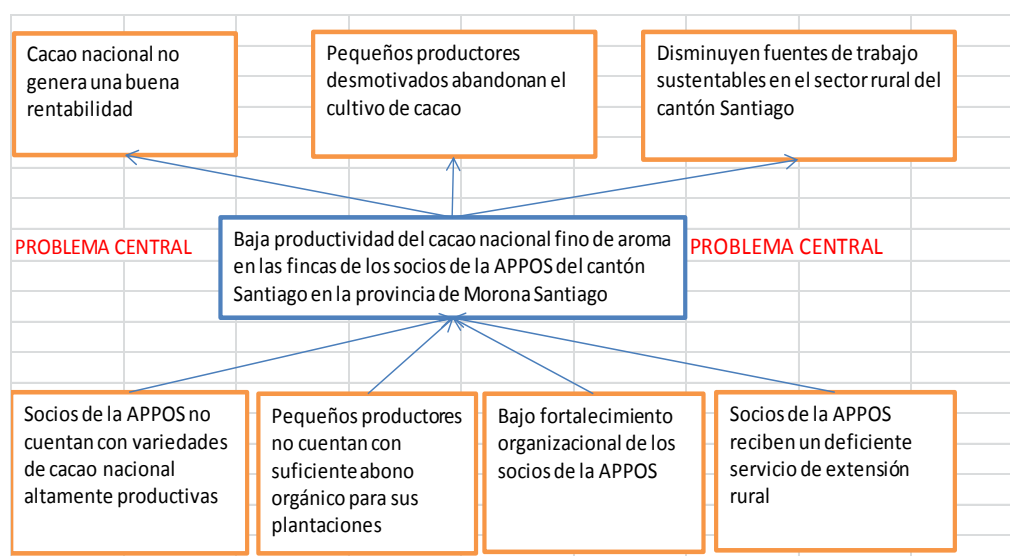 Cacao nacional no
genera una buena
rentabilidad
Pequeños productores
desmotivados abandonan el
cultivo de cacao
Disminuyen fuentes de trabajo
sustentables en el sector rural del
cantón Santiago
PROBLEMA CENTRAL
Baja productividad del cacao nacional fino de aroma
en las fincas de los socios de la APPOS del cantón
Santiago en la provincia de Morona Santiago
PROBLEMA CENTRAL
Socios de la APPOS no
cuentan con variedades
de cacao nacional
altamente productivas
Pequeños productores
no cuentan con
suficiente abono
orgánico para sus
plantaciones
Bajo fortalecimiento
organizacional de los
socios de la APPOS
Socios de la APPOS
reciben un deficiente
servicio de extensión
rural